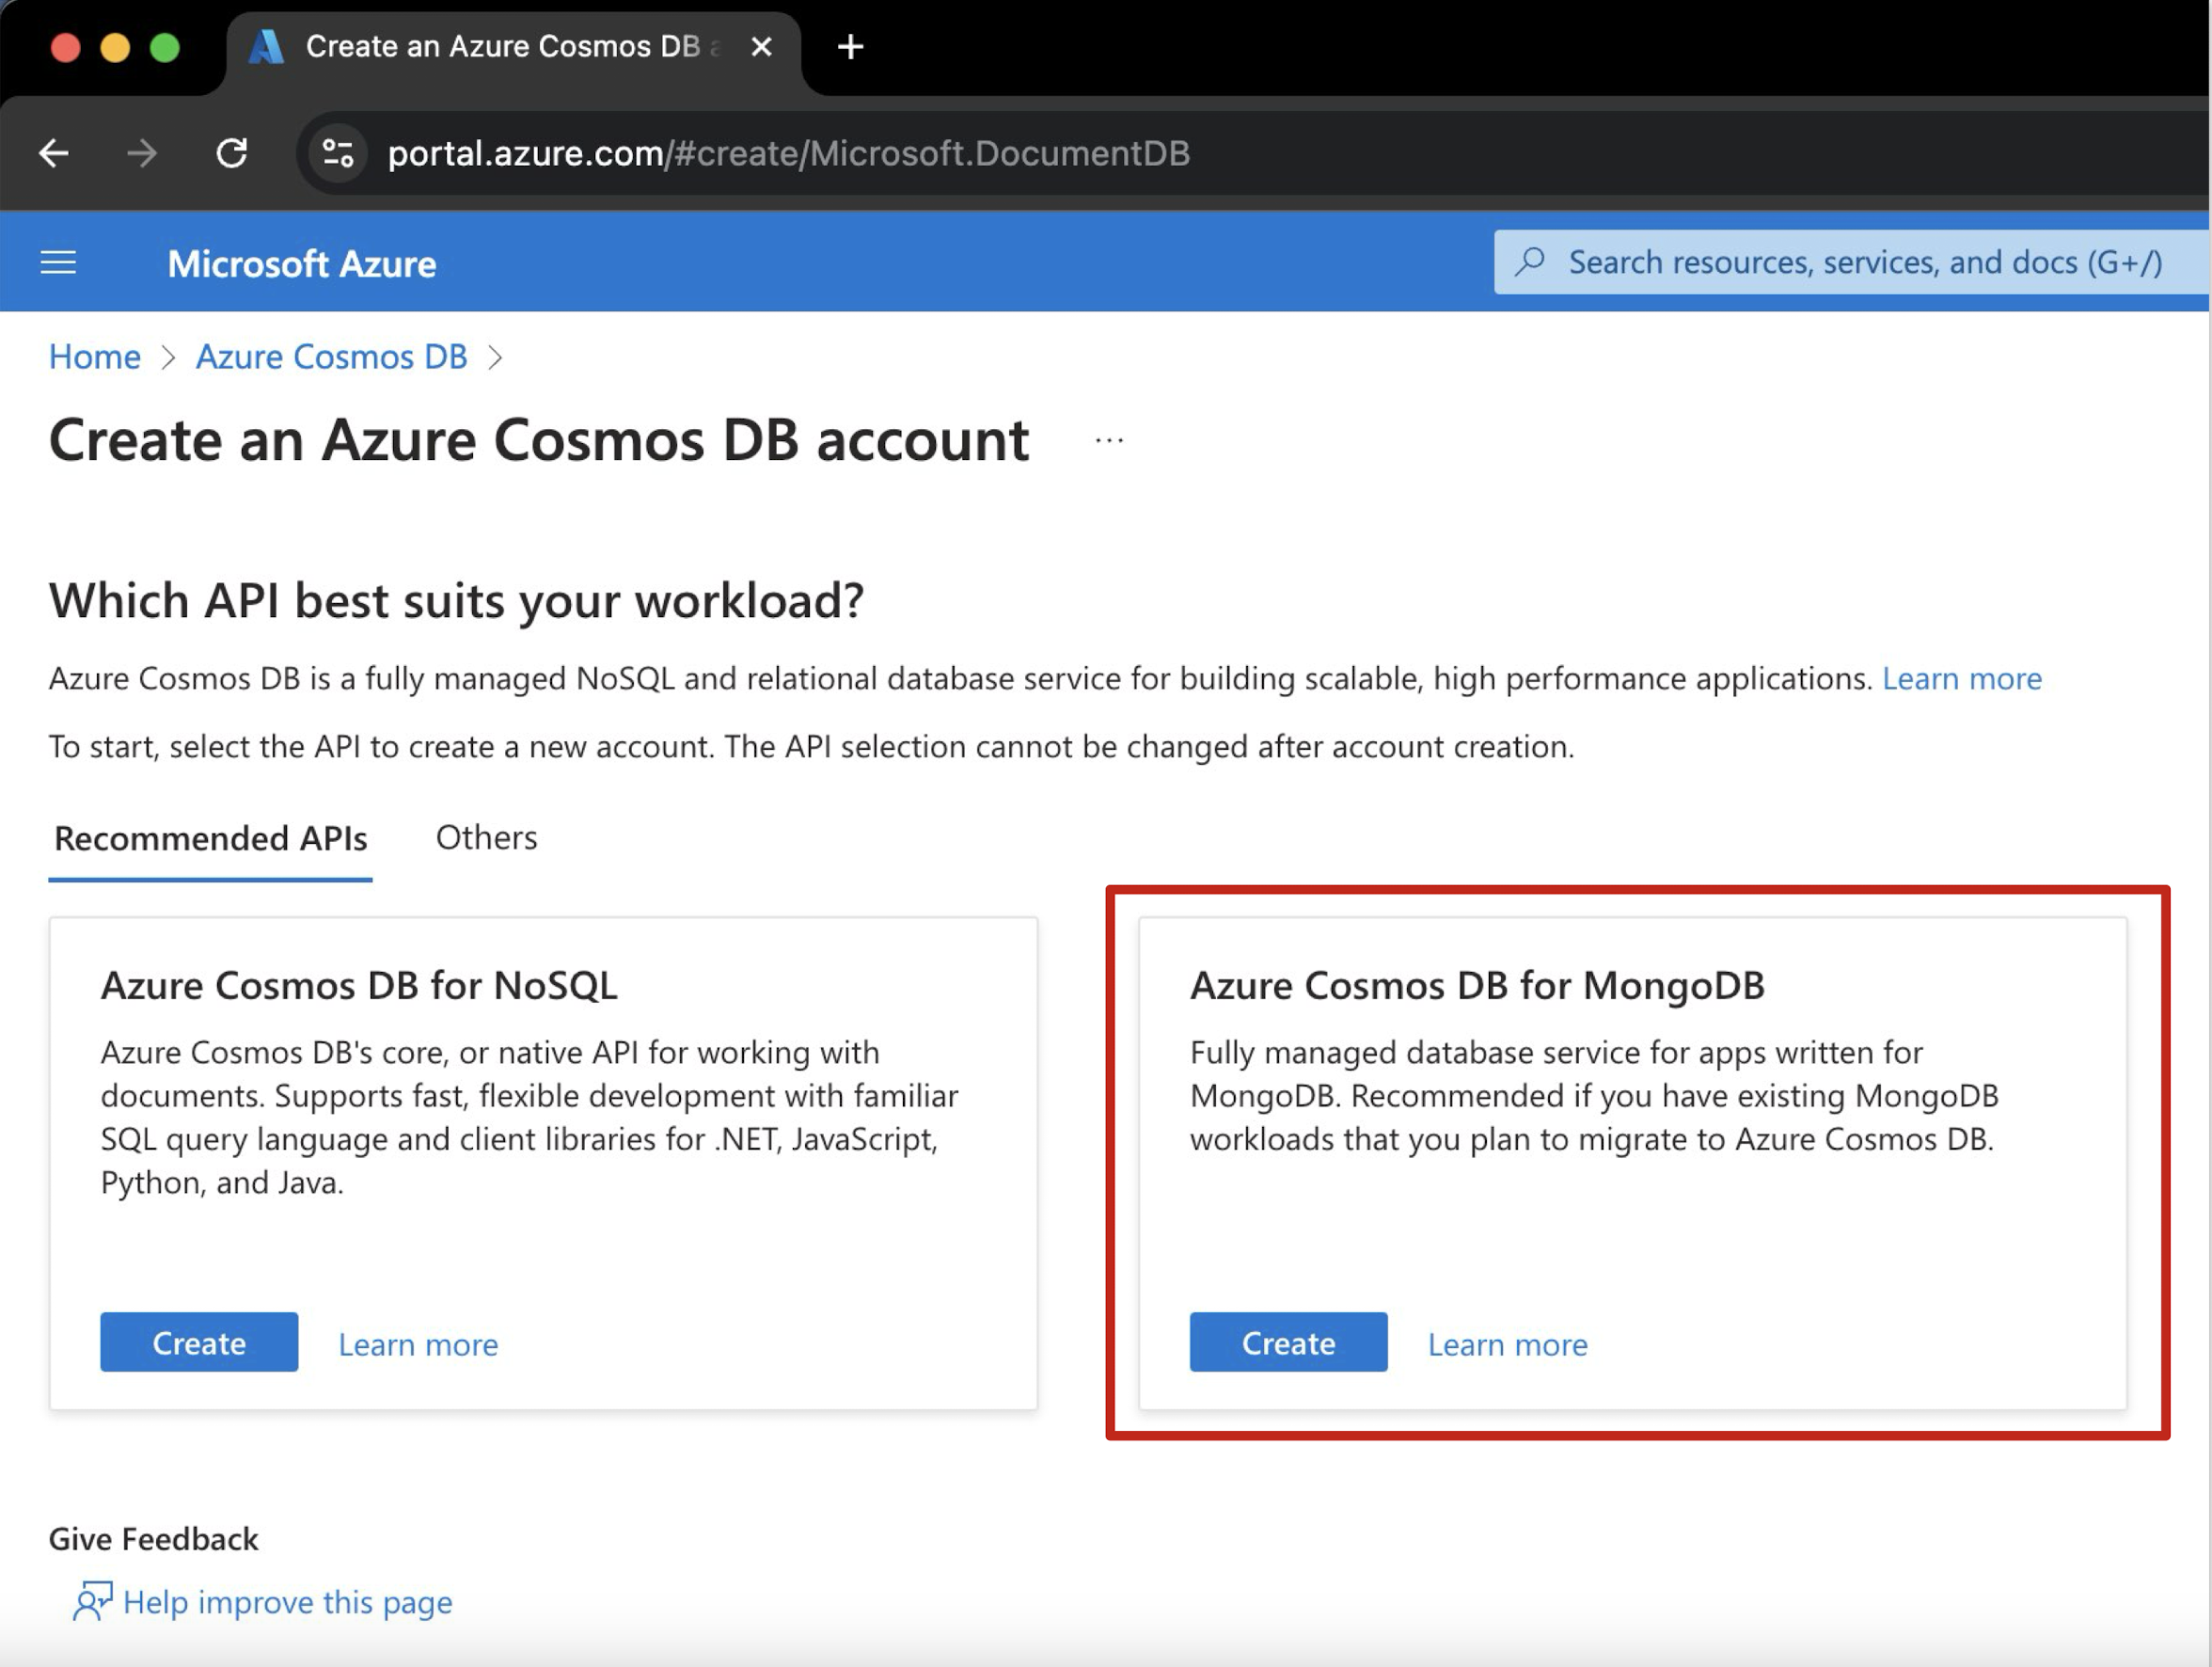 Create an Azure Cosmos DB a
portal.azure.com/#create/Microsoft.DocumentDB
Microsoft Azure
Search resources, services, and docs (G+/)
Home > Azure Cosmos DB >
Create an Azure Cosmos DB account ...
Which API best suits your workload?
Azure Cosmos DB is a fully managed NoSQL and relational database service for building scalable, high performance applications. Learn more
To start, select the API to create a new account. The API selection cannot be changed after account creation.
Recommended APIs Others
Azure Cosmos DB for NoSQL
Azure Cosmos DB's core, or native API for working with
documents. Supports fast, flexible development with familiar
SQL query language and client libraries for .NET, JavaScript,
Python, and Java.
Create Learn more
Azure Cosmos DB for MongoDB
Fully managed database service for apps written for
MongoDB. Recommended if you have existing MongoDB
workloads that you plan to migrate to Azure Cosmos DB.
Create Learn more
Give Feedback
Help improve this page